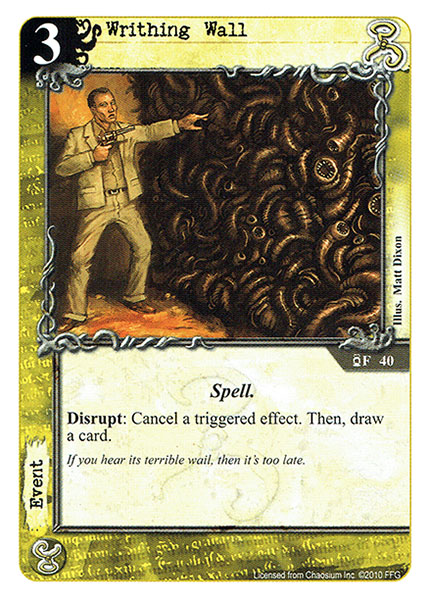 3
Writhing Wall
Illus. Matt Dixon
F 40
Spell.
Disrupt: Cancel a triggered effect. Then, draw
a card.
If you hear its terrible wail, then it's too late.
Event
Licensed from Chaosium Inc. ©2010 FFG